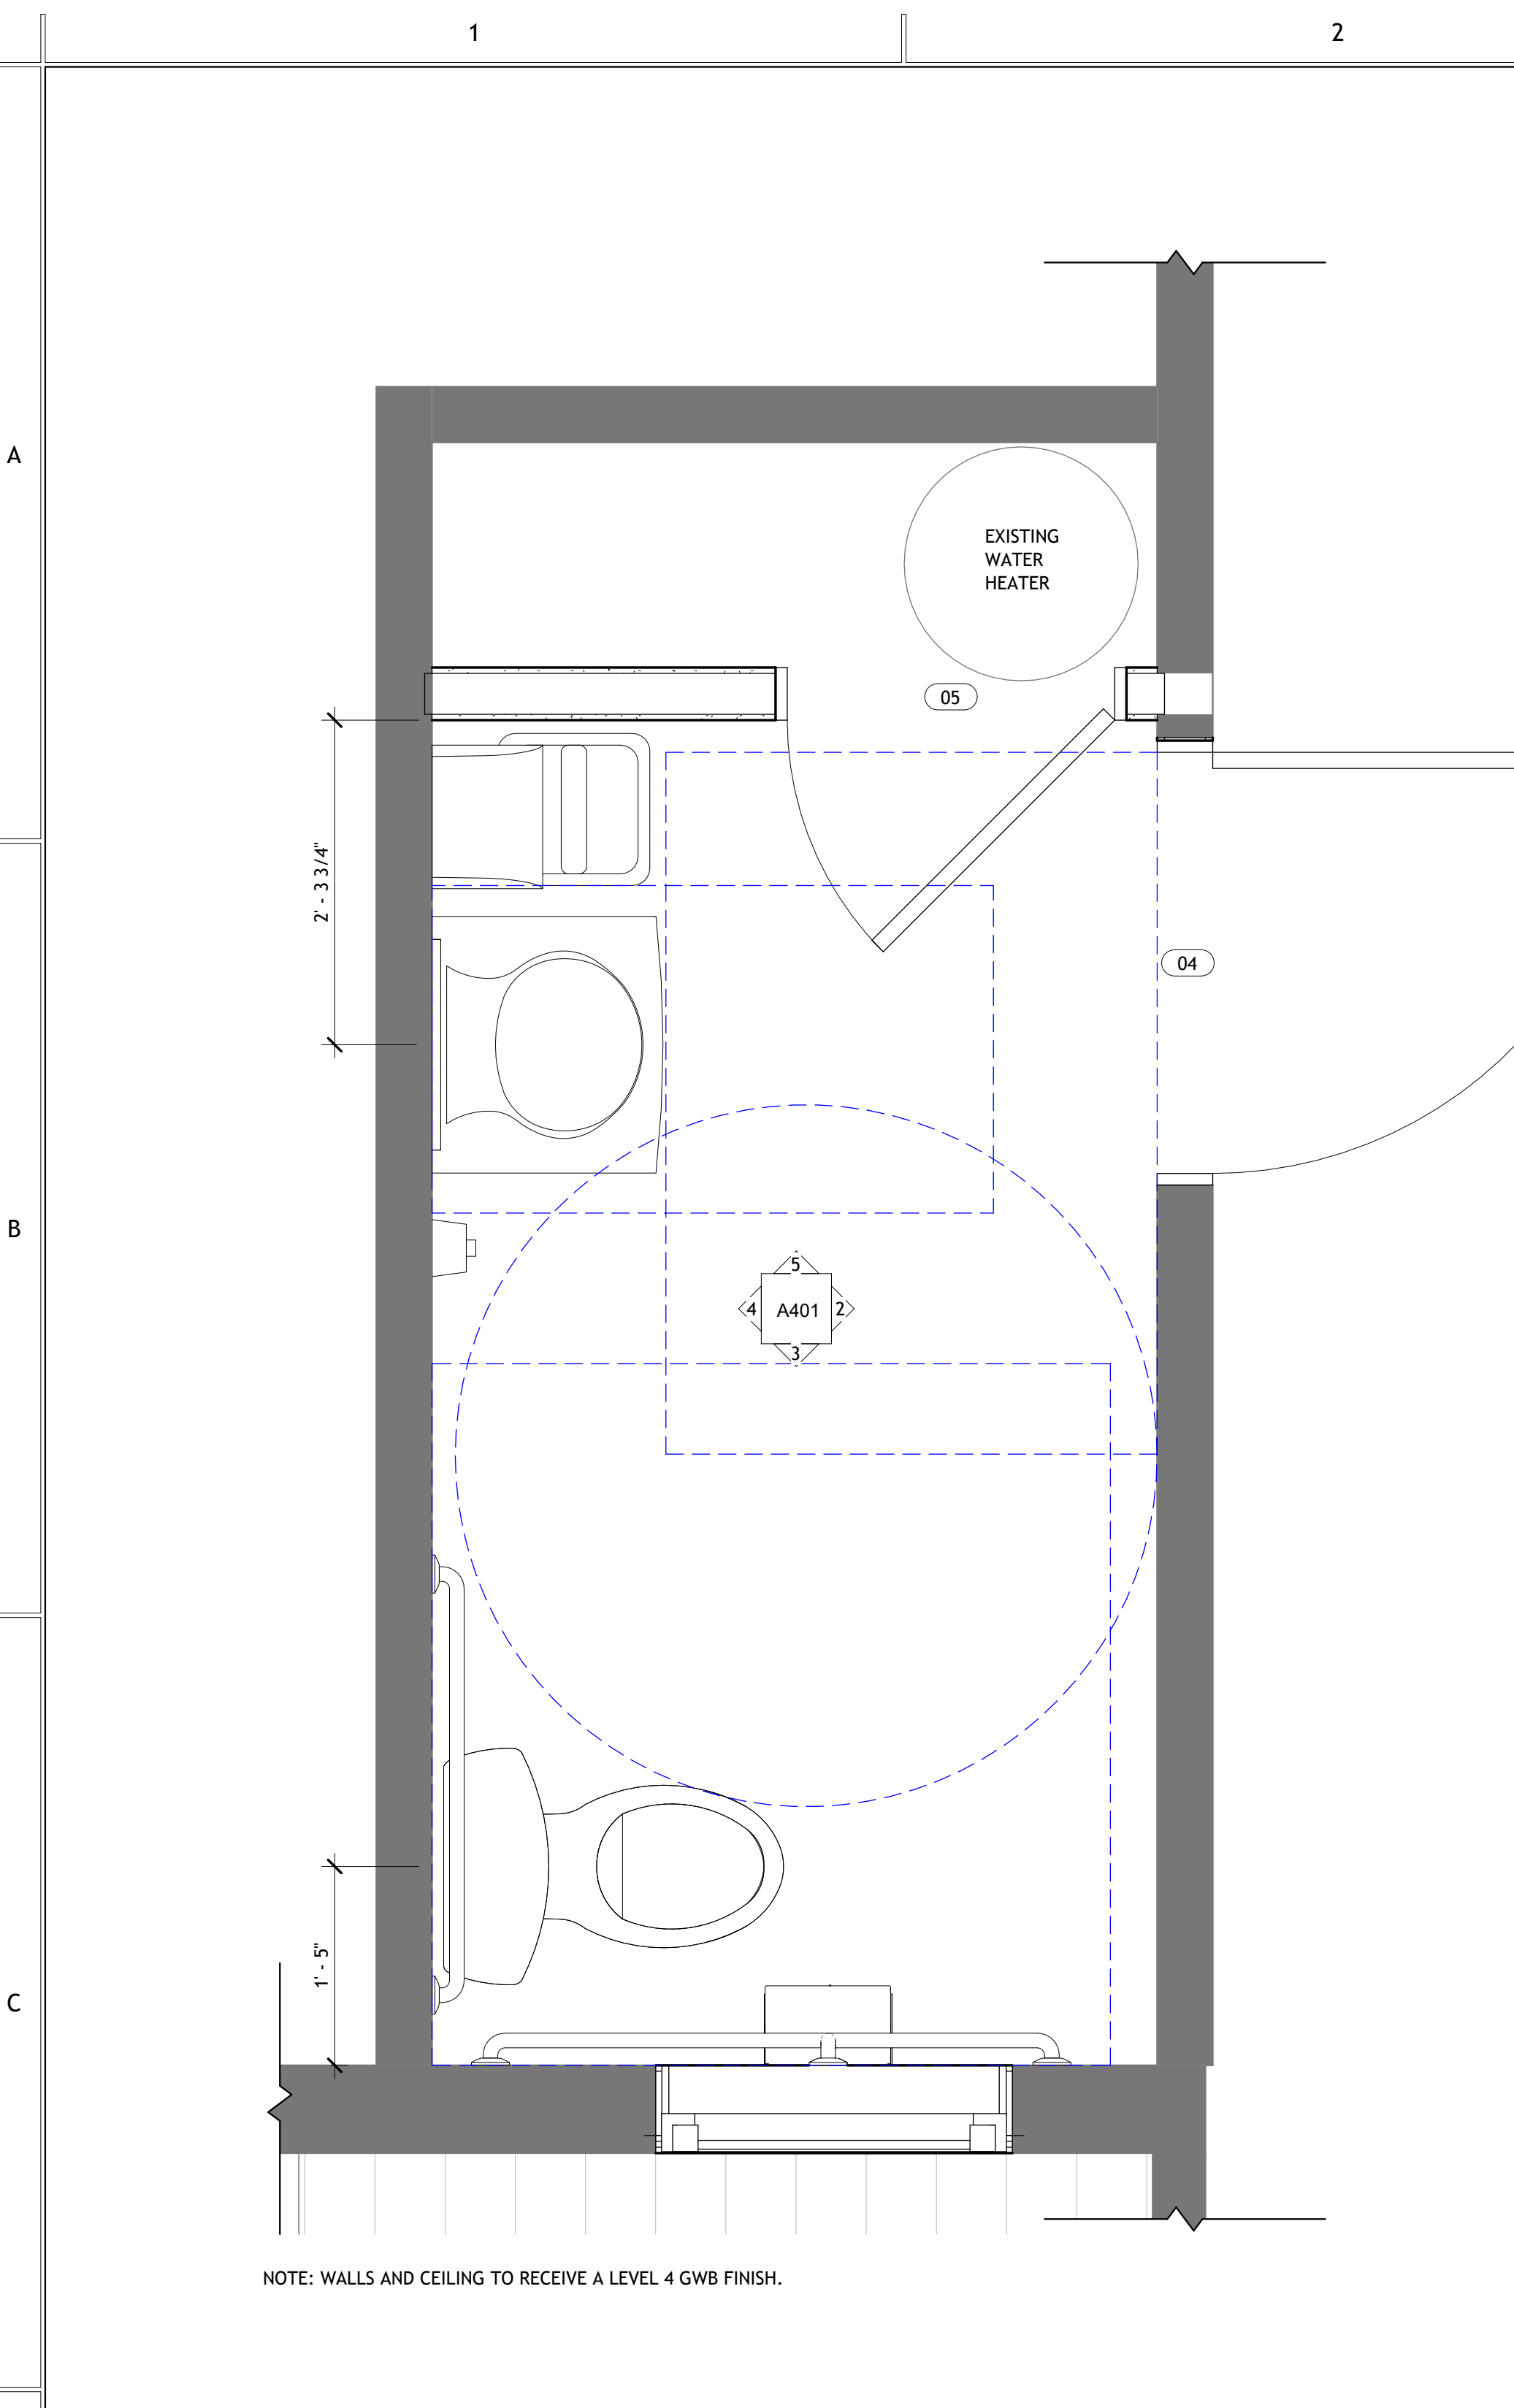 1
2
A
EXISTING
WATER
HEATER
05
2' - 3 3/4"
04
B
5
4
A401
2
3
1' - 5"
C
NOTE: WALLS AND CEILING TO RECEIVE A LEVEL 4 GWB FINISH.